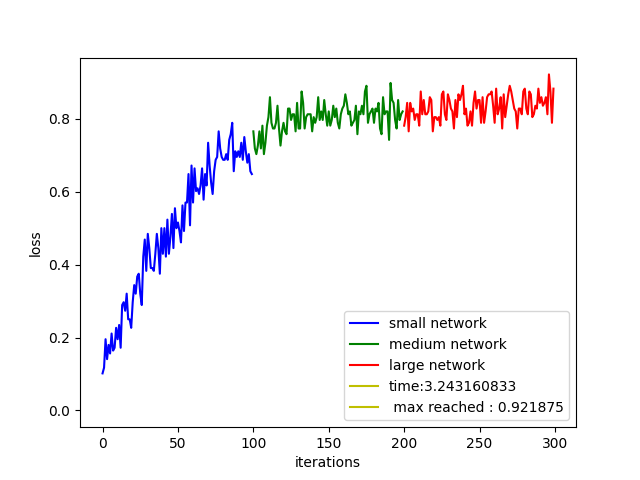 0.8
0.6
0.4
0.2
0.0
loss
0
50
100
150
200
250
300
iterations
small network
medium network
large network
time:3.243160833
max reached : 0.921875